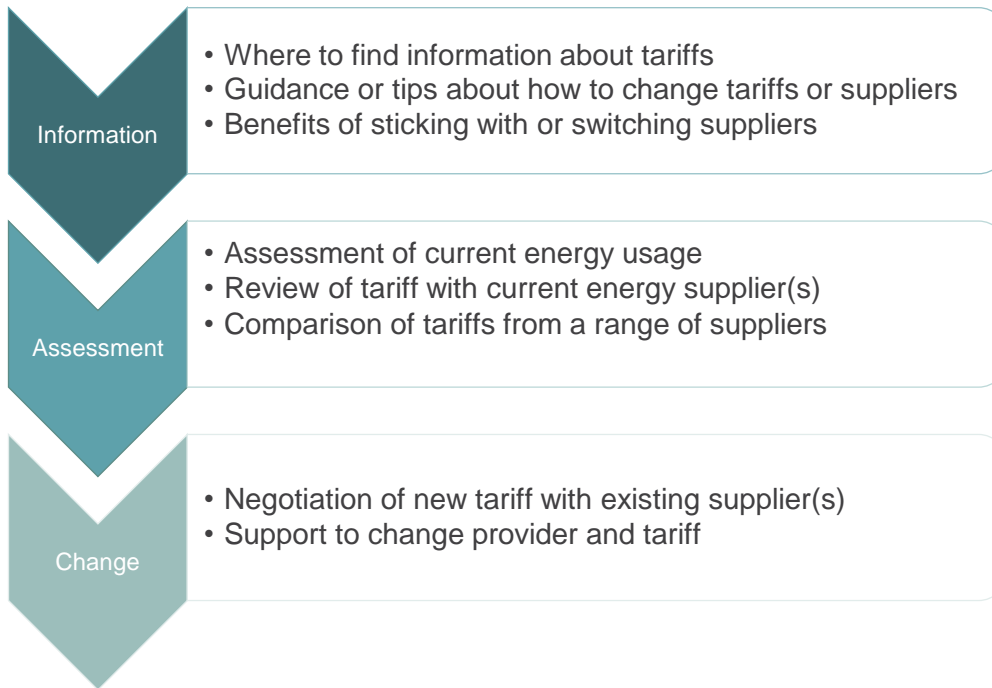 Information
• Where to find information about tariffs
• Guidance or tips about how to change tariffs or suppliers
• Benefits of sticking with or switching suppliers
Assessment
• Assessment of current energy usage
• Review of tariff with current energy supplier(s)
• Comparison of tariffs from a range of suppliers
Change
• Negotiation of new tariff with existing supplier(s)
• Support to change provider and tariff